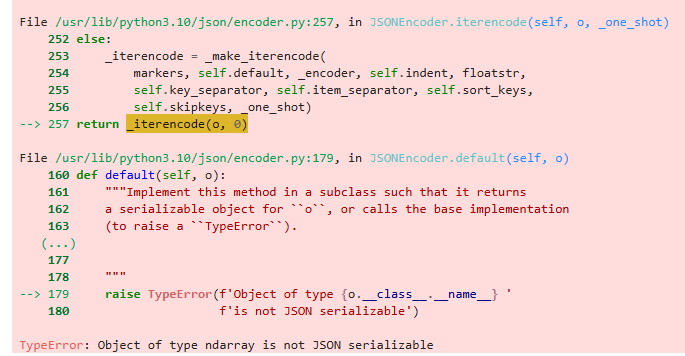 File /usr/lib/python3.10/json/encoder.py:257, in JSONEncoder.iterencode(self, o, _one_shot)
    252 else:
    253     _iterencode = _make_iterencode(
    254         markers, self.default, _encoder, self.indent, floatstr,
    255         self.key_separator, self.item_separator, self.sort_keys,
    256         self.skipkeys, _one_shot)
--> 257 return _iterencode(o, 0)
File /usr/lib/python3.10/json/encoder.py:179, in JSONEncoder.default(self, o)
    160 def default(self, o):
    161     """Implement this method in a subclass such that it returns
    162     a serializable object for ``o``, or calls the base implementation
    163     (to raise a ``TypeError``).
   (...)
    177
    178     """
--> 179     raise TypeError(f'Object of type {o.__class__.__name__} '
    180                     f'is not JSON serializable')
TypeError: Object of type ndarray is not JSON serializable